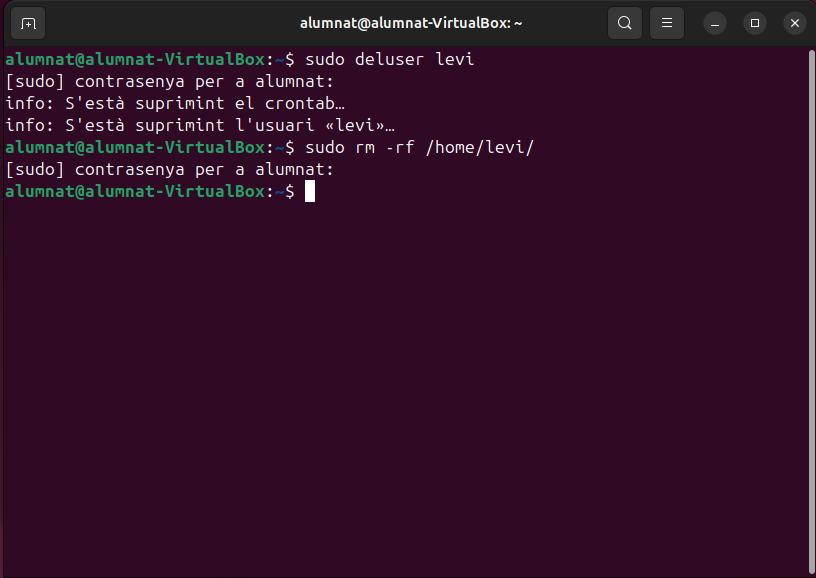 alumnat@alumnat-VirtualBox: ~
alumnat@alumnat-VirtualBox:~$ sudo deluser levi
[sudo] contrasenya per a alumnat:
info: S'està suprimint el crontab…
info: S'està suprimint l'usuari «levi»…
alumnat@alumnat-VirtualBox:~$ sudo rm -rf /home/levi/
[sudo] contrasenya per a alumnat:
alumnat@alumnat-VirtualBox:~$